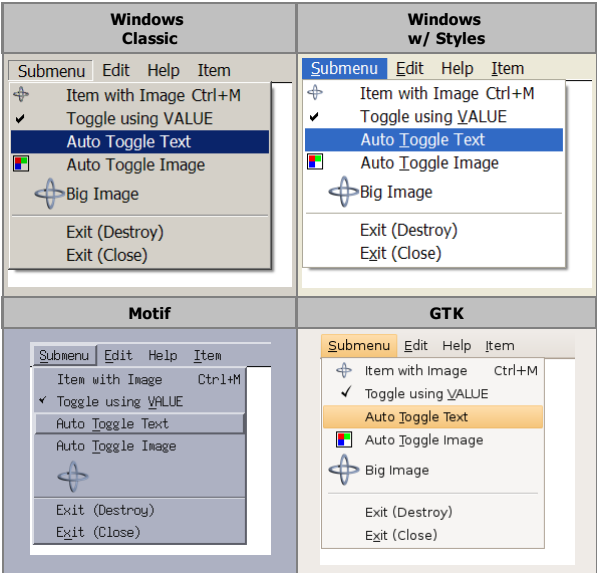 Windows
Classic
Windows
w/ Styles
Submenu Edit Help Item
Item with Image Ctrl+M
Toggle using VALUE
Auto Toggle Text
Auto Toggle Image
Big Image
Exit (Destroy)
Exit (Close)
Submenu Edit Help Item
Item with Image Ctrl+M
Toggle using VALUE
Auto Toggle Text
Auto Toggle Image
Big Image
Exit (Destroy)
Exit (Close)
Motif
GTK
Submenu Edit Help Item
Item with Image Ctrl+M
Toggle using VALUE
Auto Toggle Text
Auto Toggle Image
Exit (Destroy)
Exit (Close)
Submenu Edit Help Item
Item with Image Ctrl+M
Toggle using VALUE
Auto Toggle Text
Auto Toggle Image
Big Image
Exit (Destroy)
Exit (Close)